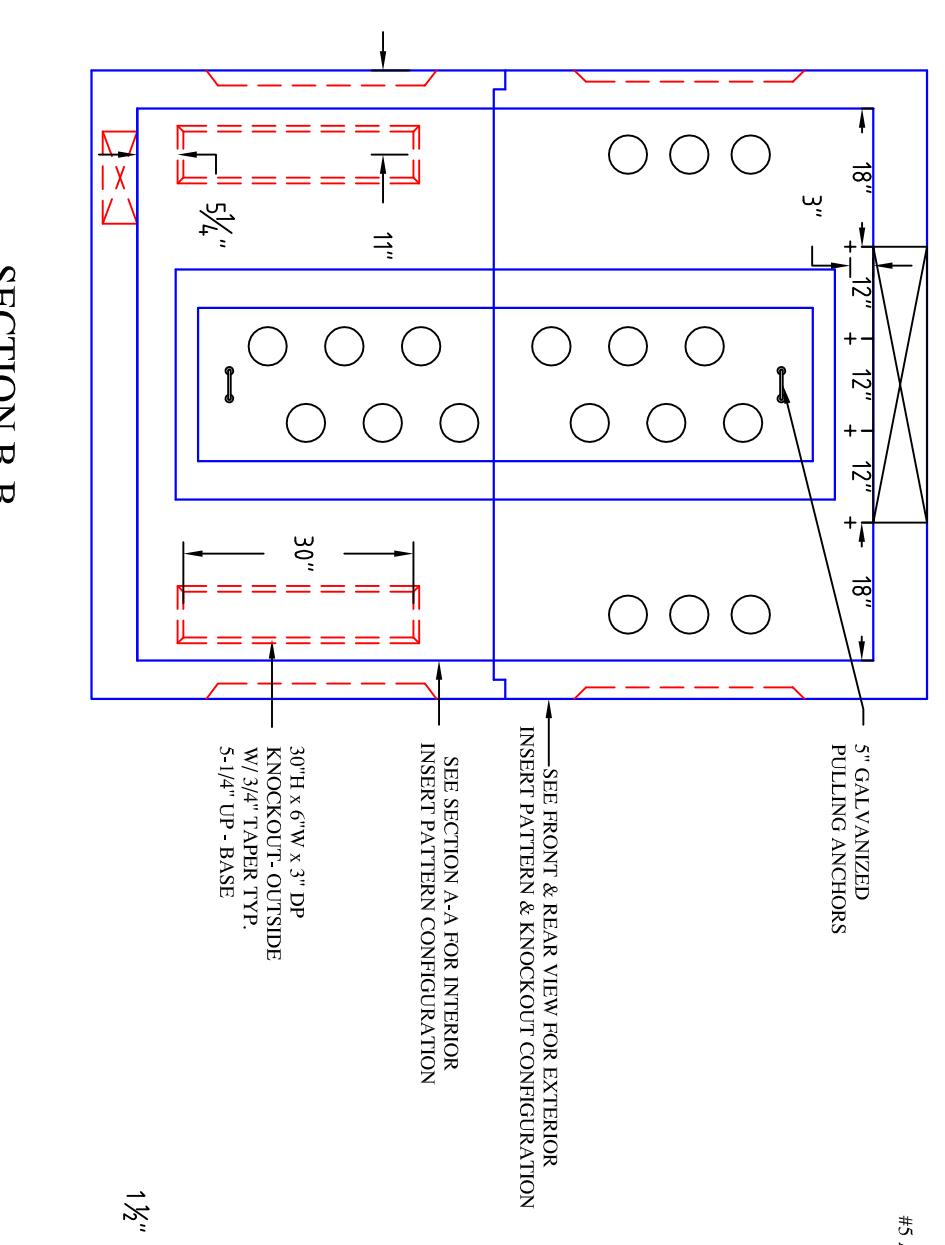 18"
3"
12"
12"
12"
18"
5" GALVANIZED
PULLING ANCHORS
SEE FRONT & REAR VIEW FOR EXTERIOR
INSERT PATTERN & KNOCKOUT CONFIGURATION
SEE SECTION A-A FOR INTERIOR
INSERT PATTERN CONFIGURATION
11"
30"
30"H x 6"W x 3" DP
KNOCKOUT- OUTSIDE
W/ 3/4" TAPER TYP.
5-1/4" UP - BASE
5¼"
1½"
#5
SECTION B-B